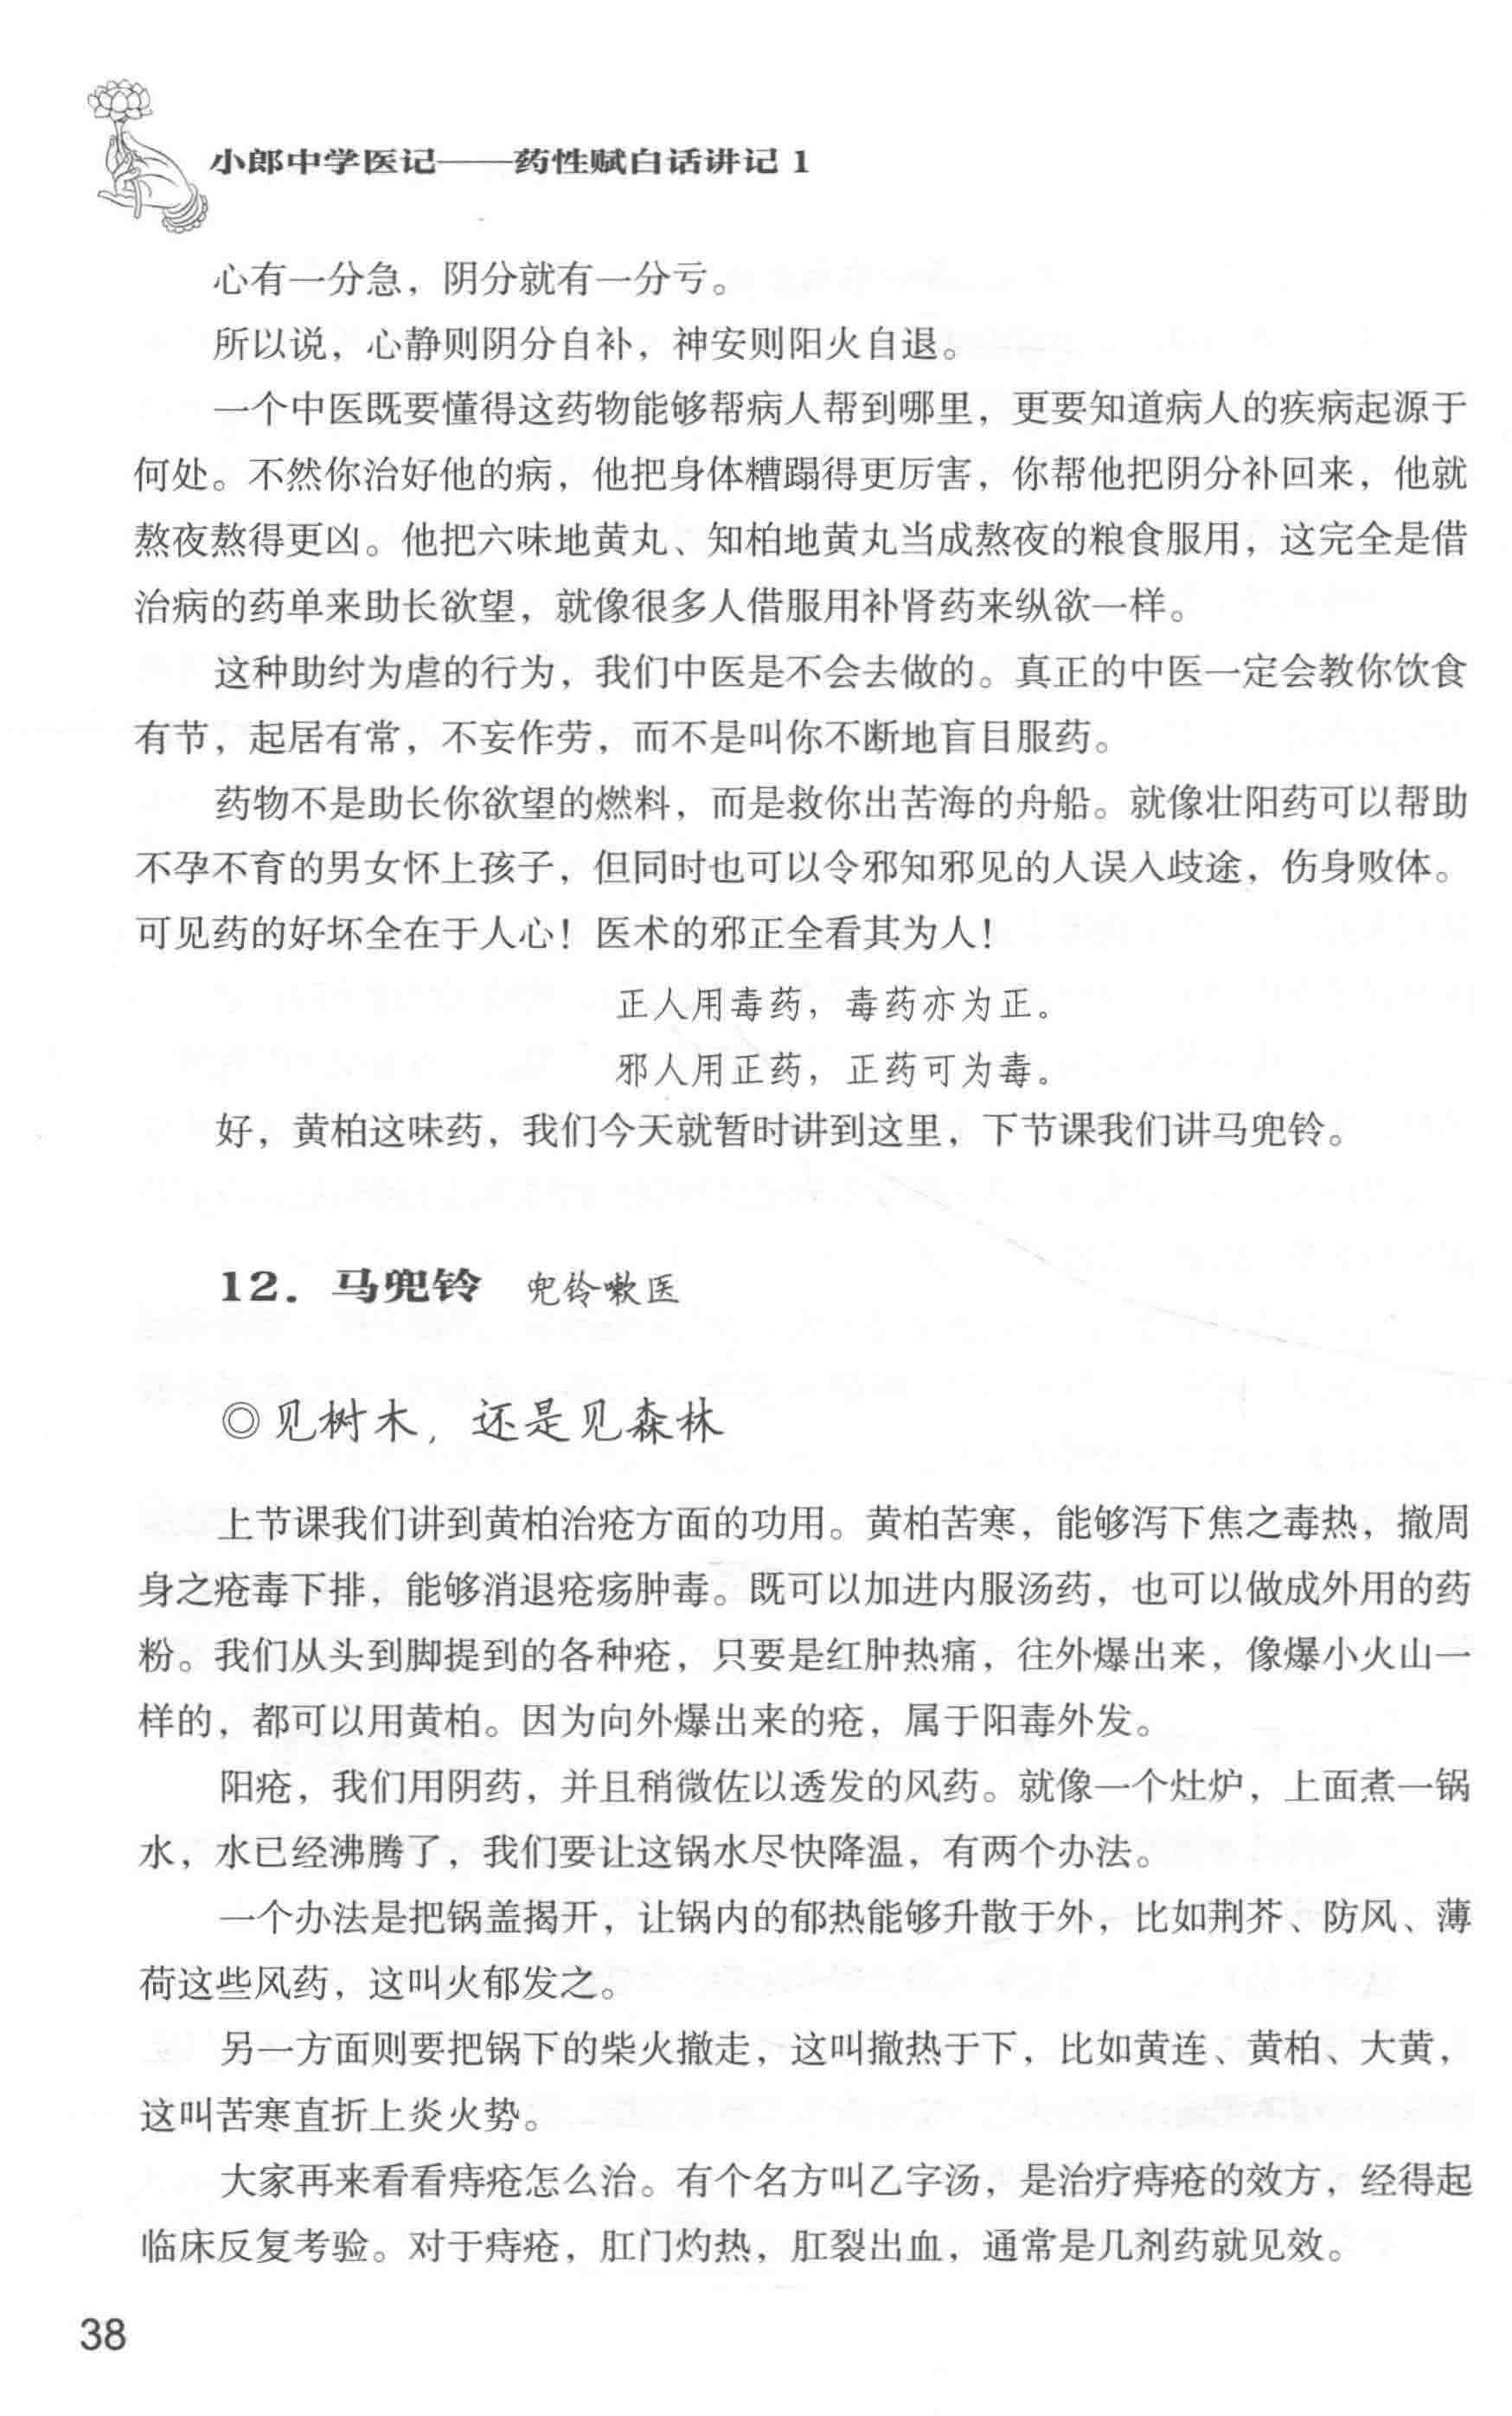 小郎中学医记——药性赋白话讲记1
心有一分急，阴分就有一分亏。
所以说，心静则阴分自补，神安则阳火自退。
一个中医既要懂得这药物能够帮病人帮到哪里，更要知道病人的疾病起源于
何处。不然你治好他的病，他把身体糟蹋得更厉害，你帮他把阴分补回来，他就
熬夜熬得更凶。他把六味地黄丸、知柏地黄丸当成熬夜的粮食服用，这完全是借
治病的药单来助长欲望，就像很多人借服用补肾药来纵欲一样。
这种助纣为虐的行为，我们中医是不会去做的。真正的中医一定会教你饮食
有节，起居有常，不妄作劳，而不是叫你不断地盲目服药。
药物不是助长你欲望的燃料，而是救你出苦海的舟船。就像壮阳药可以帮助
不孕不育的男女怀上孩子，但同时也可以令邪知邪见的人误入歧途，伤身败体。
可见药的好坏全在于人心！医术的邪正全看其为人！
正人用毒药，毒药亦为正。
邪人用正药，正药可为毒。
好，黄柏这味药，我们今天就暂时讲到这里，下节课我们讲马兜铃。
12．马兜铃 兜铃嗽医
◎见树木，还是见森林
上节课我们讲到黄柏治疮方面的功用。黄柏苦寒，能够泻下焦之毒热，撤周
身之疮毒下排，能够消退疮疡肿毒。既可以加进内服汤药，也可以做成外用的药
粉。我们从头到脚提到的各种疮，只要是红肿热痛，往外爆出来，像爆小火山一
样的，都可以用黄柏。因为向外爆出来的疮，属于阳毒外发。
阳疮，我们用阴药，并且稍微佐以透发的风药。就像一个灶炉，上面煮一锅
水，水已经沸腾了，我们要让这锅水尽快降温，有两个办法。
一个办法是把锅盖揭开，让锅内的郁热能够升散于外，比如荆芥、防风、薄
荷这些风药，这叫火郁发之。
另一方面则要把锅下的柴火撤走，这叫撤热于下，比如黄连、黄柏、大黄，
这叫苦寒直折上炎火势。
大家再来看看痔疮怎么治。有个名方叫乙字汤，是治疗痔疮的效方，经得起
临床反复考验。对于痔疮，肛门灼热，肛裂出血，通常是几剂药就见效。
38